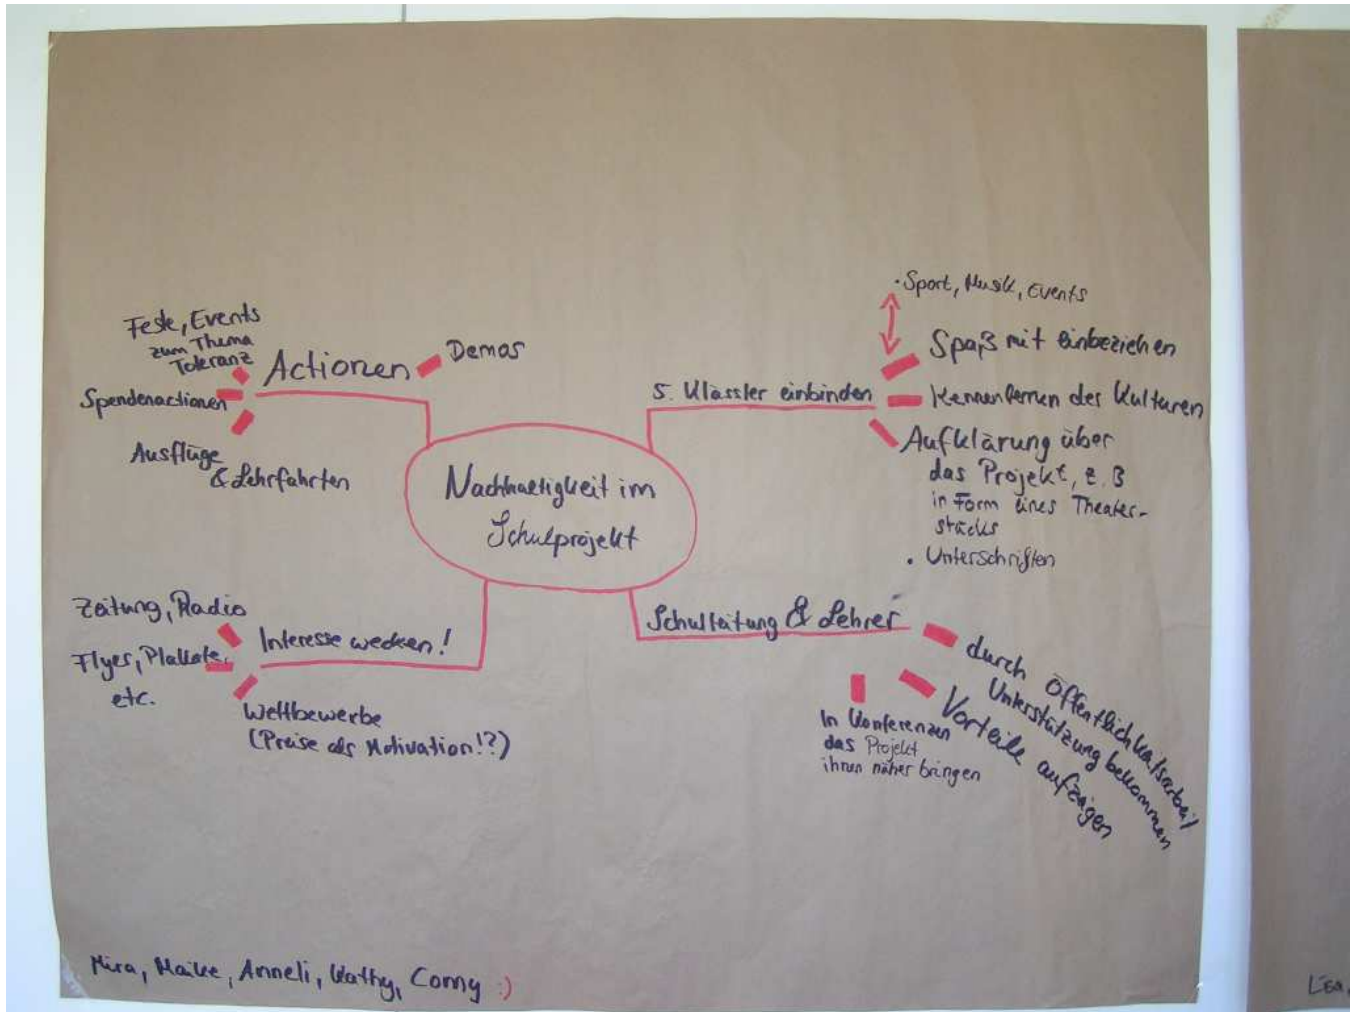 Nachhaltigkeit im
Schulprojekt
Actionen
Demos
Feste, Events
zum Thema
Toleranz
Spendenactionen
Ausflüge
& Lehrfahrten
5. Klässler einbinden
· Sport, Musik, Events
Spaß mit einbeziehen
Kennenlernen der Kulturen
Aufklärung über
das Projekt, z.B
in Form eines Theater-
stücks
• Unterschriften
Interesse wecken!
Zeitung, Radio
Flyer, Plakate,
etc.
Wettbewerbe
(Preise als Motivation!?)
Schulleitung & Lehrer
durch Öffentlichkeitsarbeit
Unterstützung bekommen
Vorteile aufzeigen
In Konferenzen
das Projekt
ihnen näher bringen
Mira, Maike, Anneli, Kathy, Conny :)
Lisa,